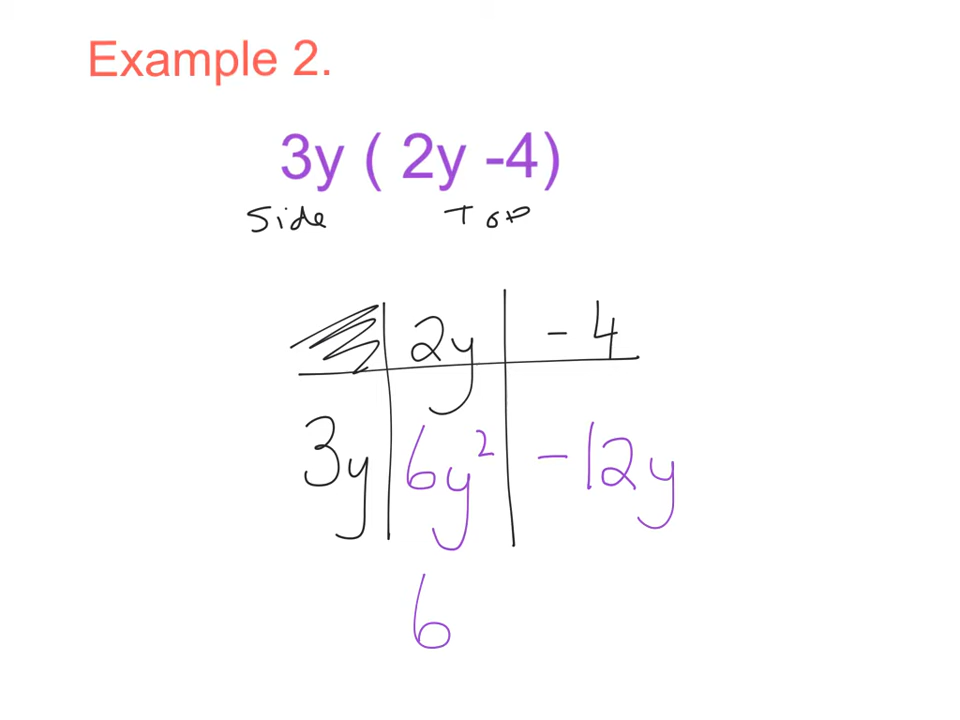 Example 2.
3y ( 2y -4)
Side Top
2y - 4
3y 6y² - 12y
6